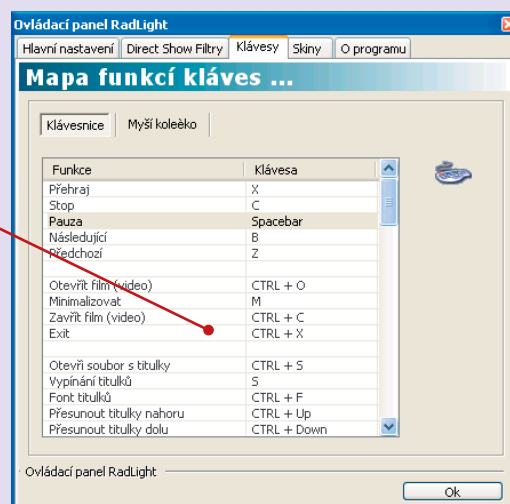 Ovládací panel RadLight
Hlavní nastavení Direct Show Filtry Klávesy Skiny O programu
Mapa funkcí kláves ...
Klávesnice Myší koleèko
Funkce Klávesa
Přehraj X
Stop C
Pauza Spacebar
Následující B
Předchozí Z
Otevřít film (video) CTRL + O
Minimalizovat M
Zavřít film (video) CTRL + C
Exit CTRL + X
Otevři soubor s titulky CTRL + S
Vypínání titulků S
Font titulků CTRL + F
Přesunout titulky nahoru CTRL + Up
Přesunout titulky dolu CTRL + Down
Ovládací panel RadLight
Ok